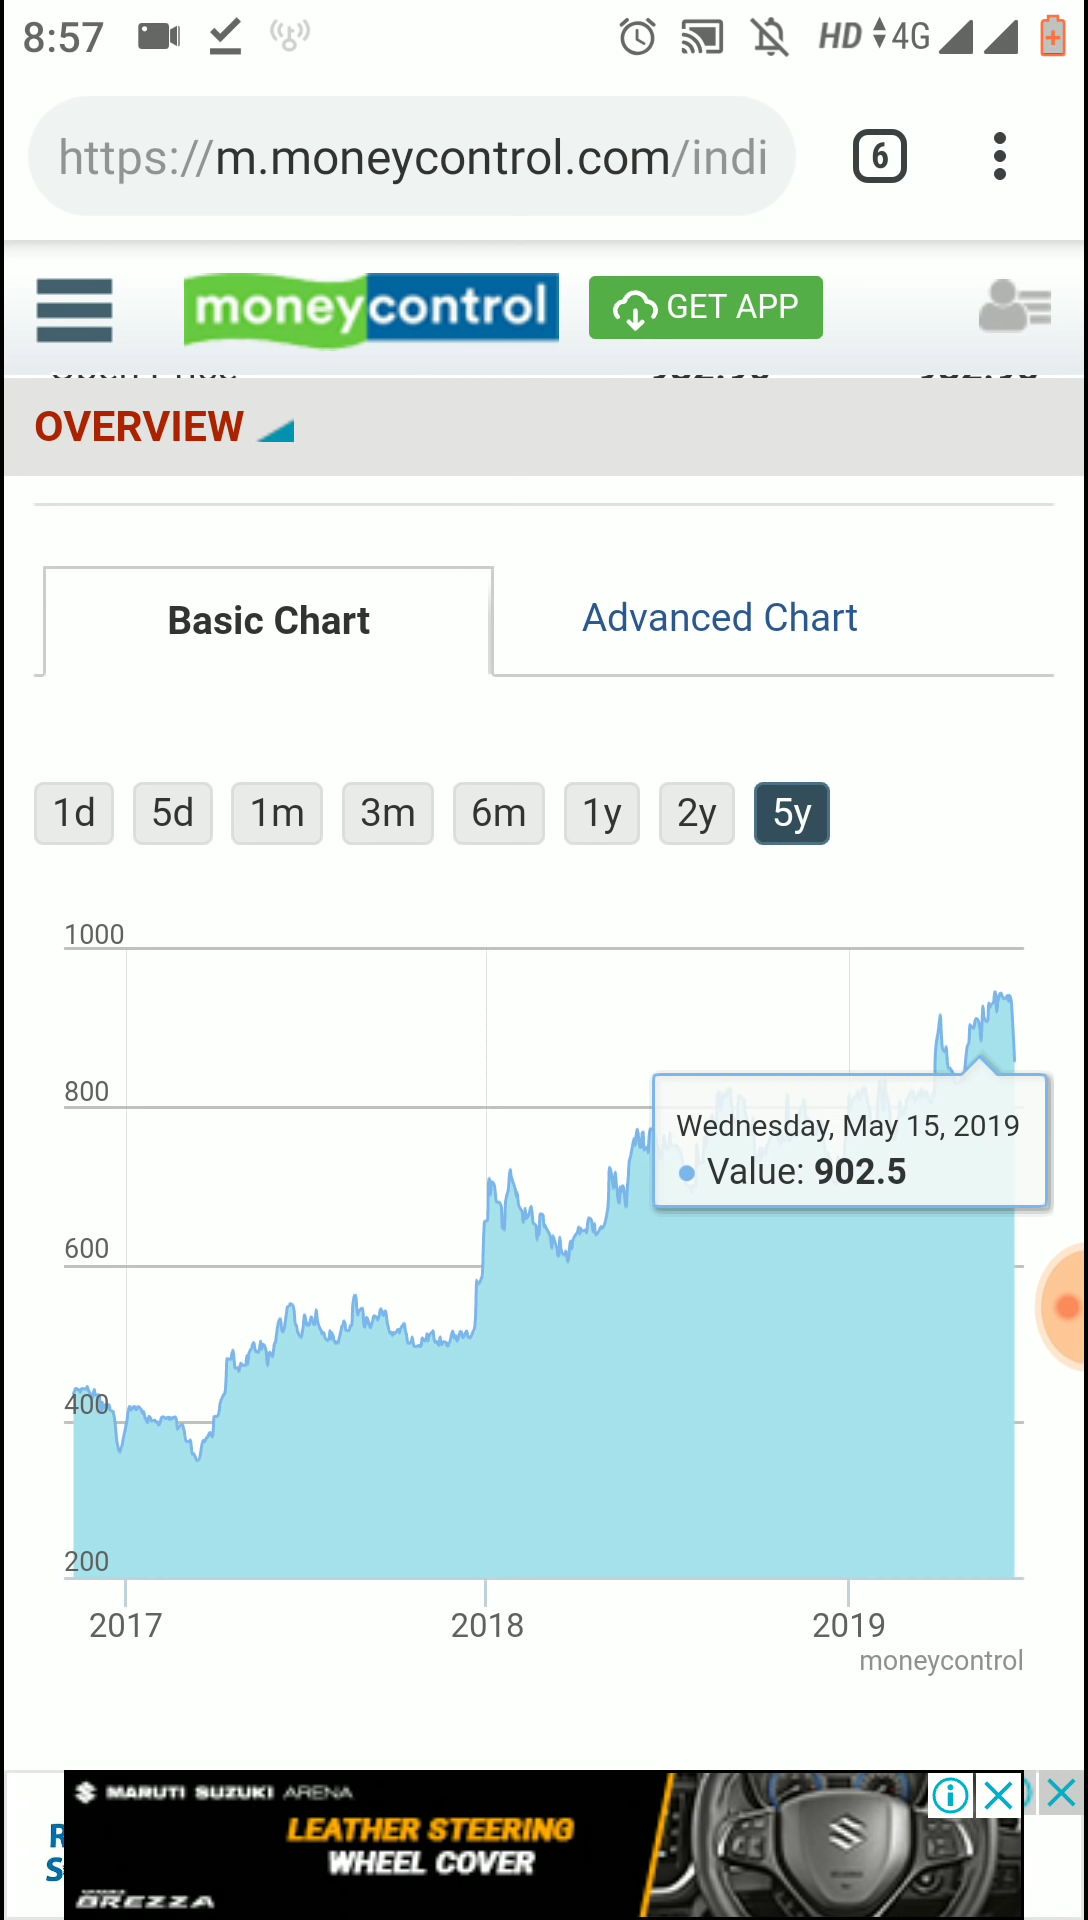 8:57 HD 4G
https://m.moneycontrol.com/indi 6
moneycontrol GET APP
OVERVIEW
Basic Chart Advanced Chart
1d 5d 1m 3m 6m 1y 2y 5y
1000
800
Wednesday, May 15, 2019
Value: 902.5
600
400
200
2017 2018 2019
moneycontrol
MARUTI SUZUKI ARENA
LEATHER STEERING
WHEEL COVER
BREZZA